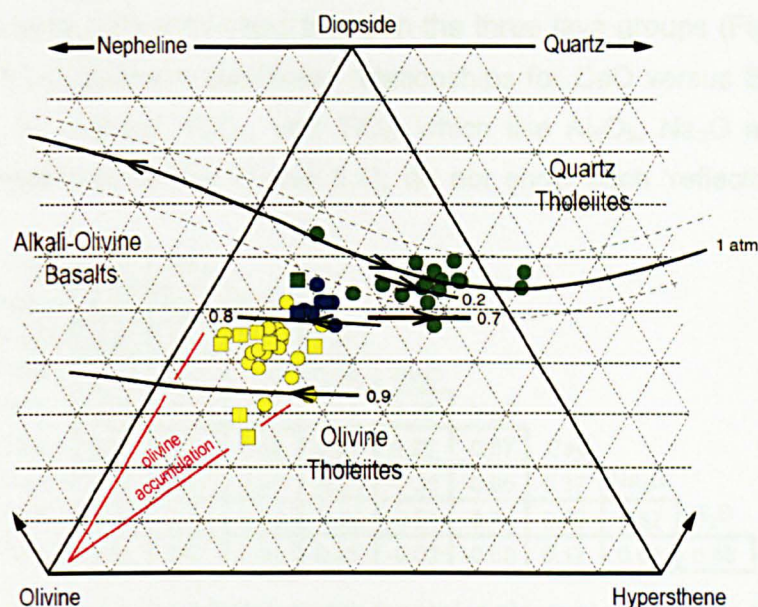 Diopside
Nepheline
Quartz
Quartz
Tholeiites
Alkali-Olivine
Basalts
1 atm
0.2
0.8
0.7
0.9
Olivine
Tholeiites
olivine
accumulation
Olivine
Hypersthene